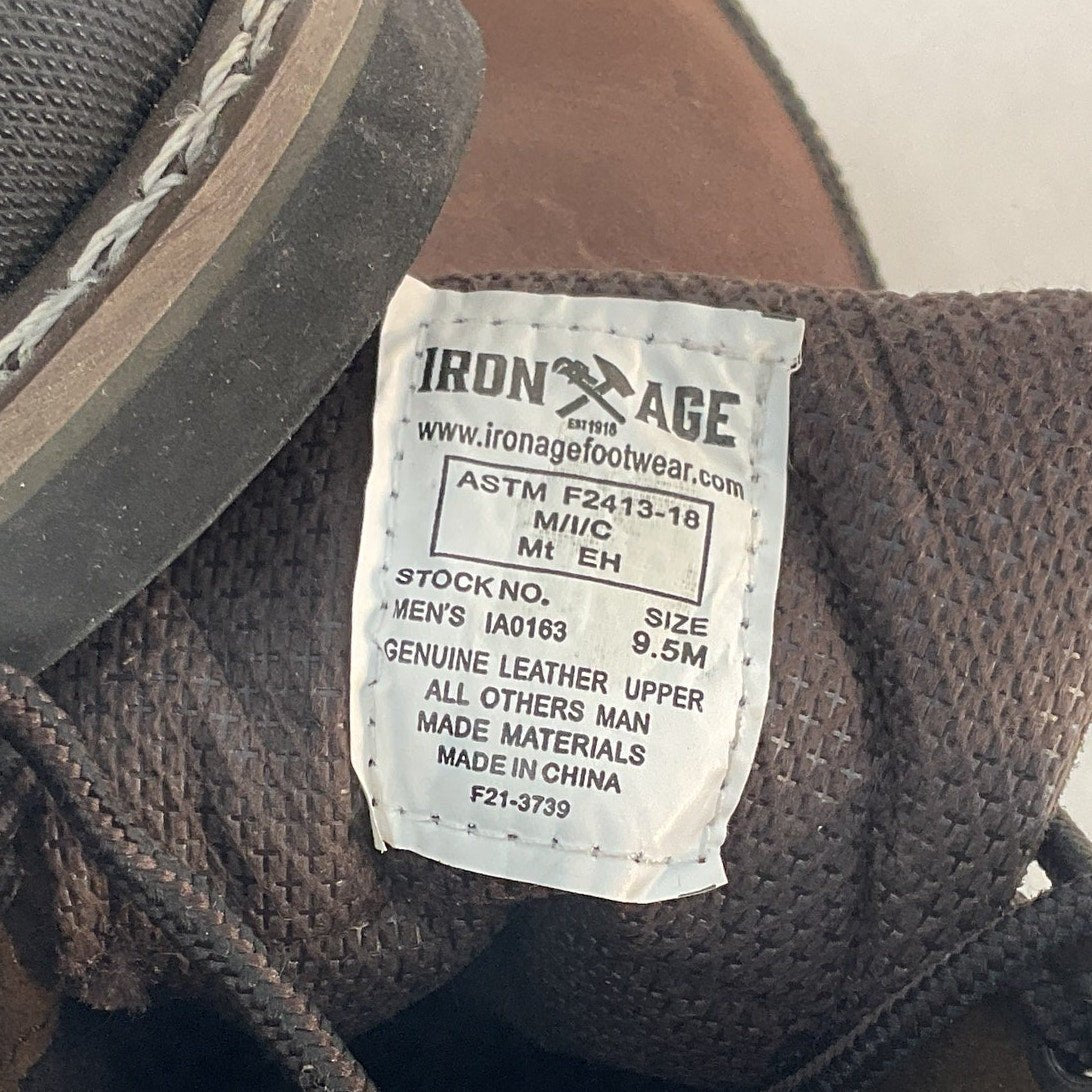 IRON AGE
EST 1918
www.ironagefootwear.com
ASTM F2413-18
M/I/C
Mt EH
STOCK NO.
SIZE
MEN'S IA0163
9.5M
GENUINE LEATHER UPPER
ALL OTHERS MAN
MADE MATERIALS
MADE IN CHINA
F21-3739